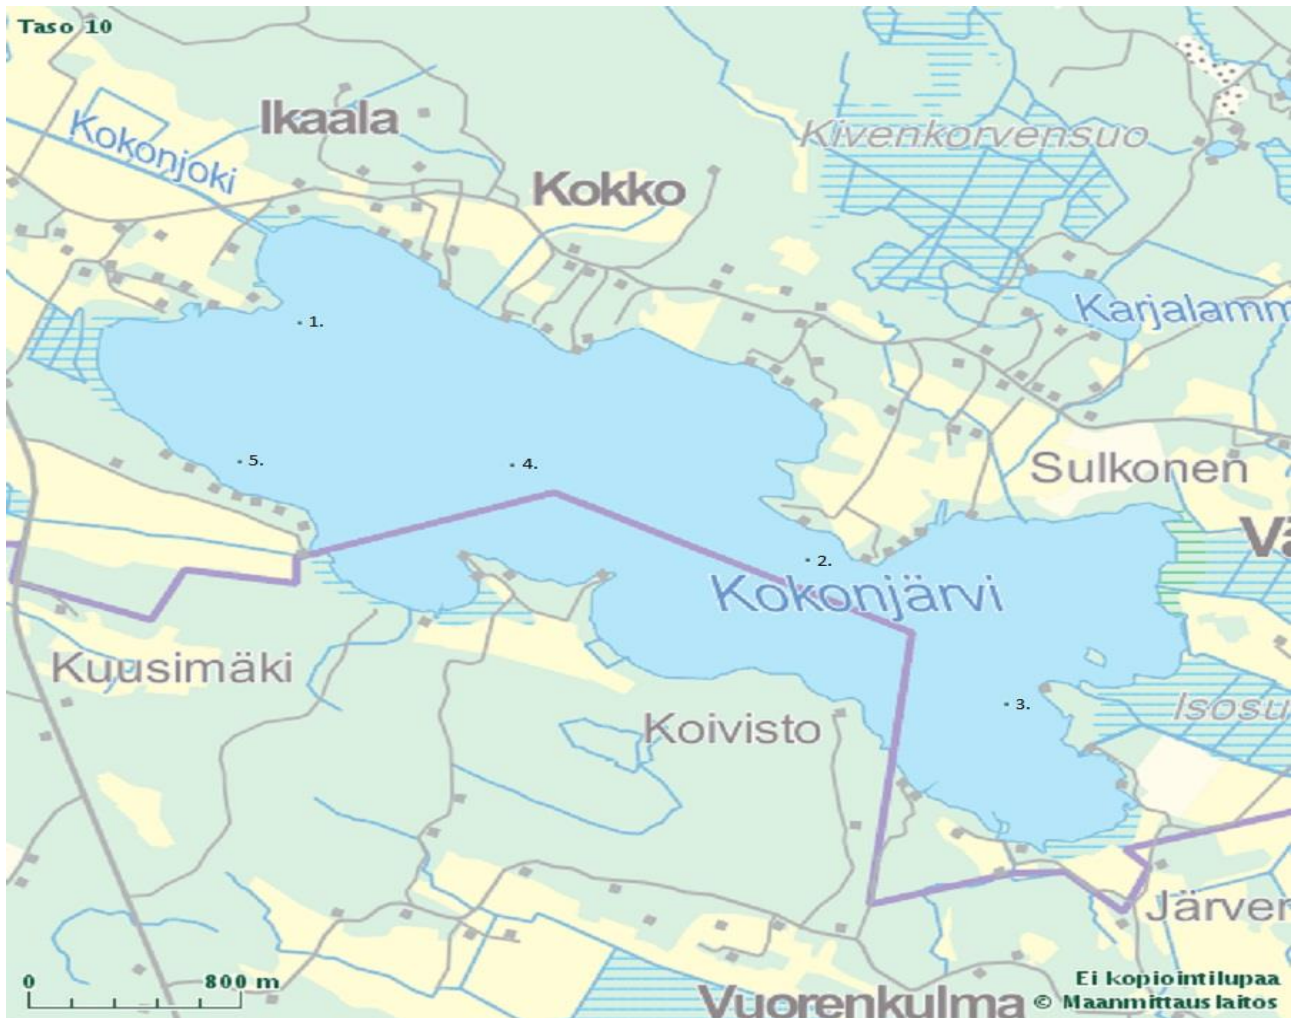 Taso 10
Ikaala
Kokonjoki
Kivenkorvensuo
Kokko
Karjalamm
1.
5.
4.
Sulkonen
Vä
2.
Kokonjärvi
Kuusimäki
3.
Isosu
Koivisto
Järver
0 800 m
Ei kopiointilupaa
Vuorenkulma © Maanmittauslaitos